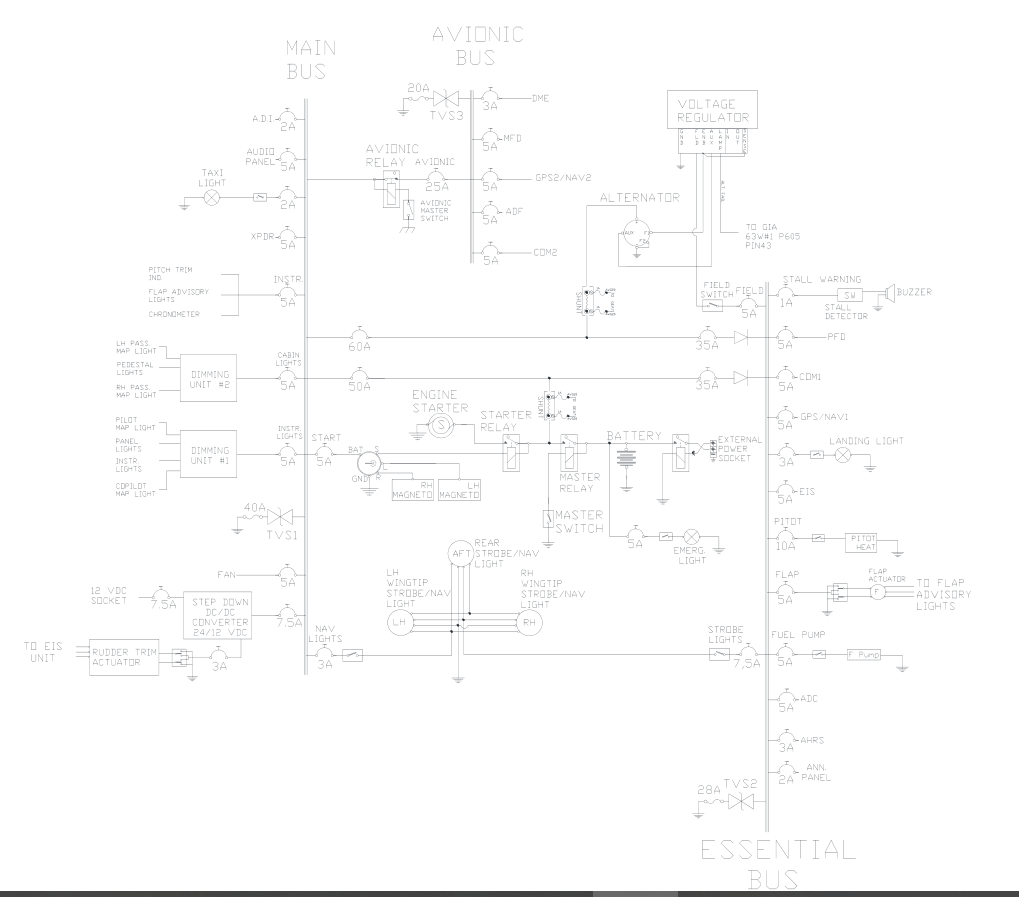 MAIN
BUS
AVIONIC
BUS
20A
TVS3
3A
DME
5A
MFD
5A
GPS2/NAV2
5A
ADF
5A
COM2
A.D.I
2A
AUDIO
PANEL
5A
TAXI
LIGHT
2A
XPDR
5A
AVIONIC
RELAY
AVIONIC
25A
AVIONIC
MASTER
SWITCH
VOLTAGE
REGULATOR
ALTERNATOR
AUX
TO GIA
63W#1 P605
PIN43
PITCH TRIM
IND.
FLAP ADVISORY
LIGHTS
CHRONOMETER
INSTR.
5A
SHUNT
FIELD
SWITCH
FIELD
5A
STALL WARNING
1A
SW
STALL
DETECTOR
BUZZER
60A
35A
5A
PFD
LH PASS.
MAP LIGHT
PEDESTAL
LIGHTS
RH PASS.
MAP LIGHT
DIMMING
UNIT #2
CABIN
LIGHTS
5A
50A
35A
5A
COM1
SHUNT
5A
GPS/NAV1
ENGINE
STARTER
S
STARTER
RELAY
PILOT
MAP LIGHT
PANEL
LIGHTS
INSTR.
LIGHTS
COPILOT
MAP LIGHT
DIMMING
UNIT #1
INSTR.
LIGHTS
5A
START
5A
BAT
S
L
R
GND
RH
MAGNETO
LH
MAGNETO
MASTER
RELAY
BATTERY
EXTERNAL
POWER
SOCKET
3A
LANDING LIGHT
5A
EIS
MASTER
SWITCH
5A
EMERG.
LIGHT
PITOT
10A
PITOT
HEAT
40A
TVS1
FAN
5A
AFT
REAR
STROBE/NAV
LIGHT
LH
WINGTIP
STROBE/NAV
LIGHT
RH
WINGTIP
STROBE/NAV
LIGHT
LH
RH
FLAP
5A
FLAP
ACTUATOR
F
TO FLAP
ADVISORY
LIGHTS
12 VDC
SOCKET
7.5A
STEP DOWN
DC/DC
CONVERTER
24/12 VDC
7.5A
TO EIS
UNIT
RUDDER TRIM
ACTUATOR
3A
NAV
LIGHTS
3A
STROBE
LIGHTS
7,5A
FUEL PUMP
5A
F Pump
5A
ADC
3A
AHRS
2A
ANN.
PANEL
28A
TVS2
ESSENTIAL
BUS